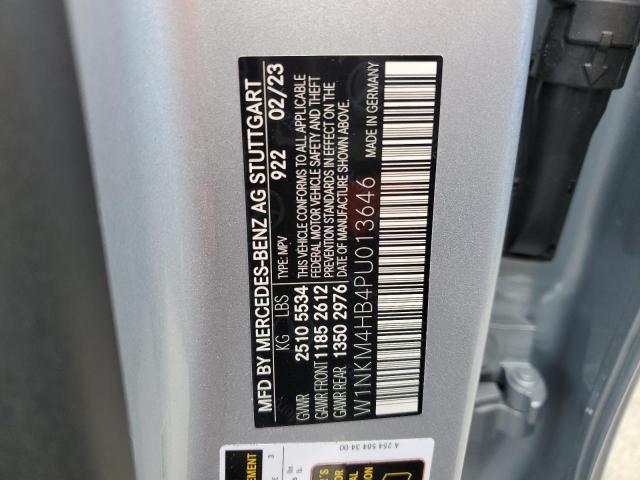 MFD BY MERCEDES-BENZ AG STUTTGART
922 02/23
KG LBS TYPE: MPV
GVWR 2510 5534
GAWR FRONT 1185 2612
GAWR REAR 1350 2976
THIS VEHICLE CONFORMS TO ALL APPLICABLE
FEDERAL MOTOR VEHICLE SAFETY AND THEFT
PREVENTION STANDARDS IN EFFECT ON THE
DATE OF MANUFACTURE SHOWN ABOVE.
W1NKM4HB4PU013646
MADE IN GERMANY
A 254 584 34 00